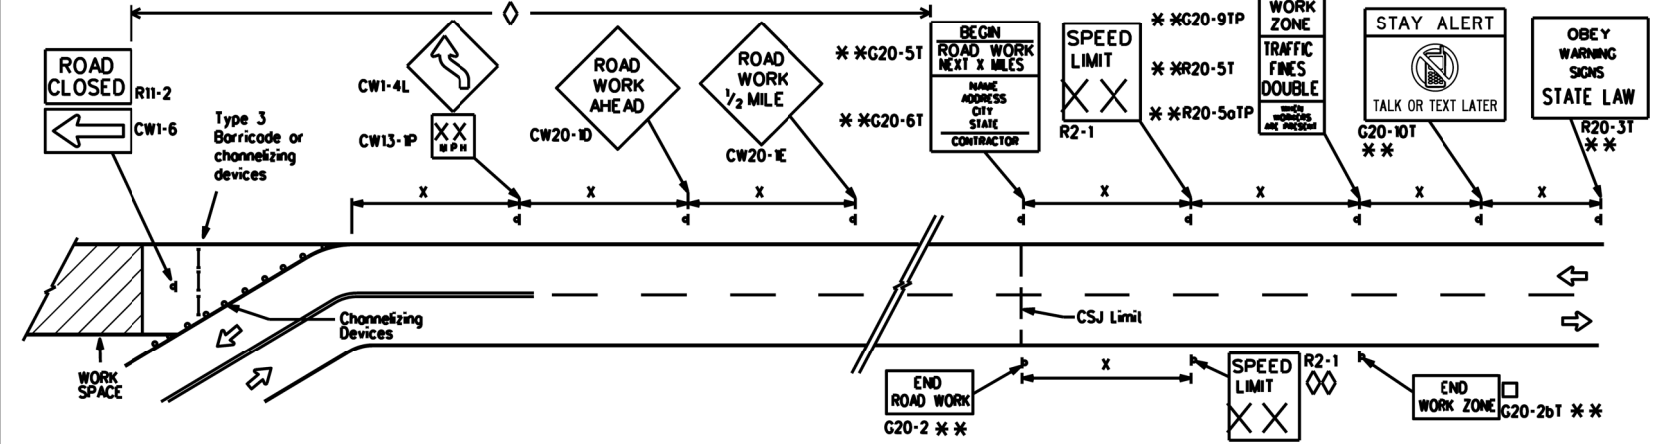 ROAD
CLOSED
R11-2
CW1-6
Type 3
Barricade or
channelizing
devices
CW1-4L
XX
MPH
CW13-1P
ROAD
WORK
AHEAD
CW20-1D
ROAD
WORK
1/2 MILE
CW20-1E
* *G20-5T
* *G20-6T
BEGIN
ROAD WORK
NEXT X MILES
NAME
ADDRESS
CITY
STATE
CONTRACTOR
SPEED
LIMIT
X X
R2-1
* *G20-9TP
* *R20-5T
* *R20-5aTP
WORK
ZONE
TRAFFIC
FINES
DOUBLE
WHEN
WORKERS
ARE PRESENT
STAY ALERT
TALK OR TEXT LATER
G20-10T
* *
OBEY
WARNING
SIGNS
STATE LAW
R20-3T
* *
X X X X X X X
Channelizing
Devices
WORK
SPACE
CSJ Limit
X
END
ROAD WORK
G20-2 * *
SPEED
LIMIT
X X
R2-1
END
WORK ZONE
G20-2bT * *